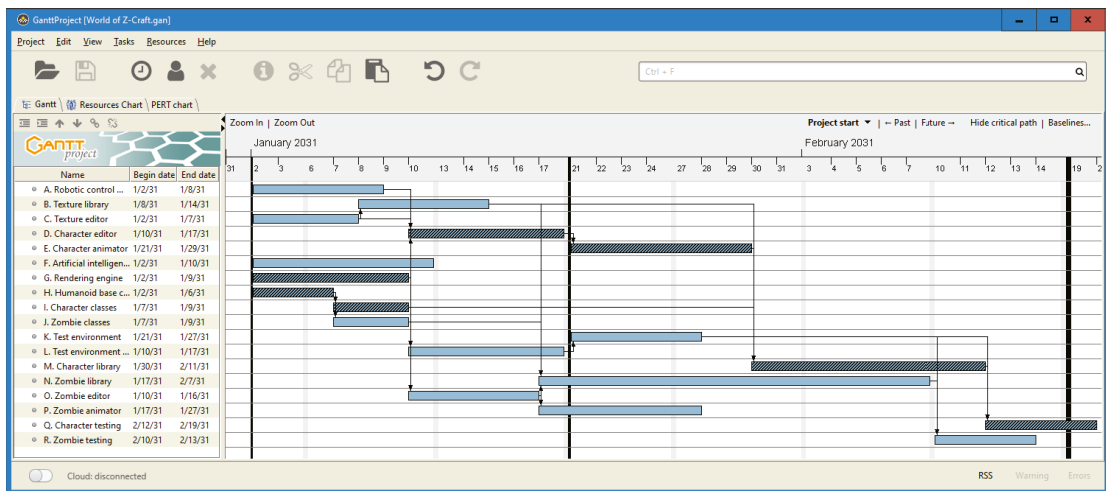 GanttProject [World of Z-Craft.gan]
Project Edit View Tasks Resources Help
Ctrl + F
Gantt Resources Chart PERT chart
Zoom In | Zoom Out
Project start | ← Past | Future → Hide critical path | Baselines...
GANTT project
January 2031 February 2031
31 2 3 6 7 8 9 10 13 14 15 16 17 21 22 23 24 27 28 29 30 31 3 4 5 6 7 10 11 12 13 14 19 2
Name Begin date End date
A. Robotic control ... 1/2/31 1/8/31
B. Texture library 1/8/31 1/14/31
C. Texture editor 1/2/31 1/7/31
D. Character editor 1/10/31 1/17/31
E. Character animator 1/21/31 1/29/31
F. Artificial intelligen... 1/2/31 1/10/31
G. Rendering engine 1/2/31 1/9/31
H. Humanoid base c... 1/2/31 1/6/31
I. Character classes 1/7/31 1/9/31
J. Zombie classes 1/7/31 1/9/31
K. Test environment 1/21/31 1/27/31
L. Test environment ... 1/10/31 1/17/31
M. Character library 1/30/31 2/11/31
N. Zombie library 1/17/31 2/7/31
O. Zombie editor 1/10/31 1/16/31
P. Zombie animator 1/17/31 1/27/31
Q. Character testing 2/12/31 2/19/31
R. Zombie testing 2/10/31 2/13/31
Cloud: disconnected
RSS Warning Errors